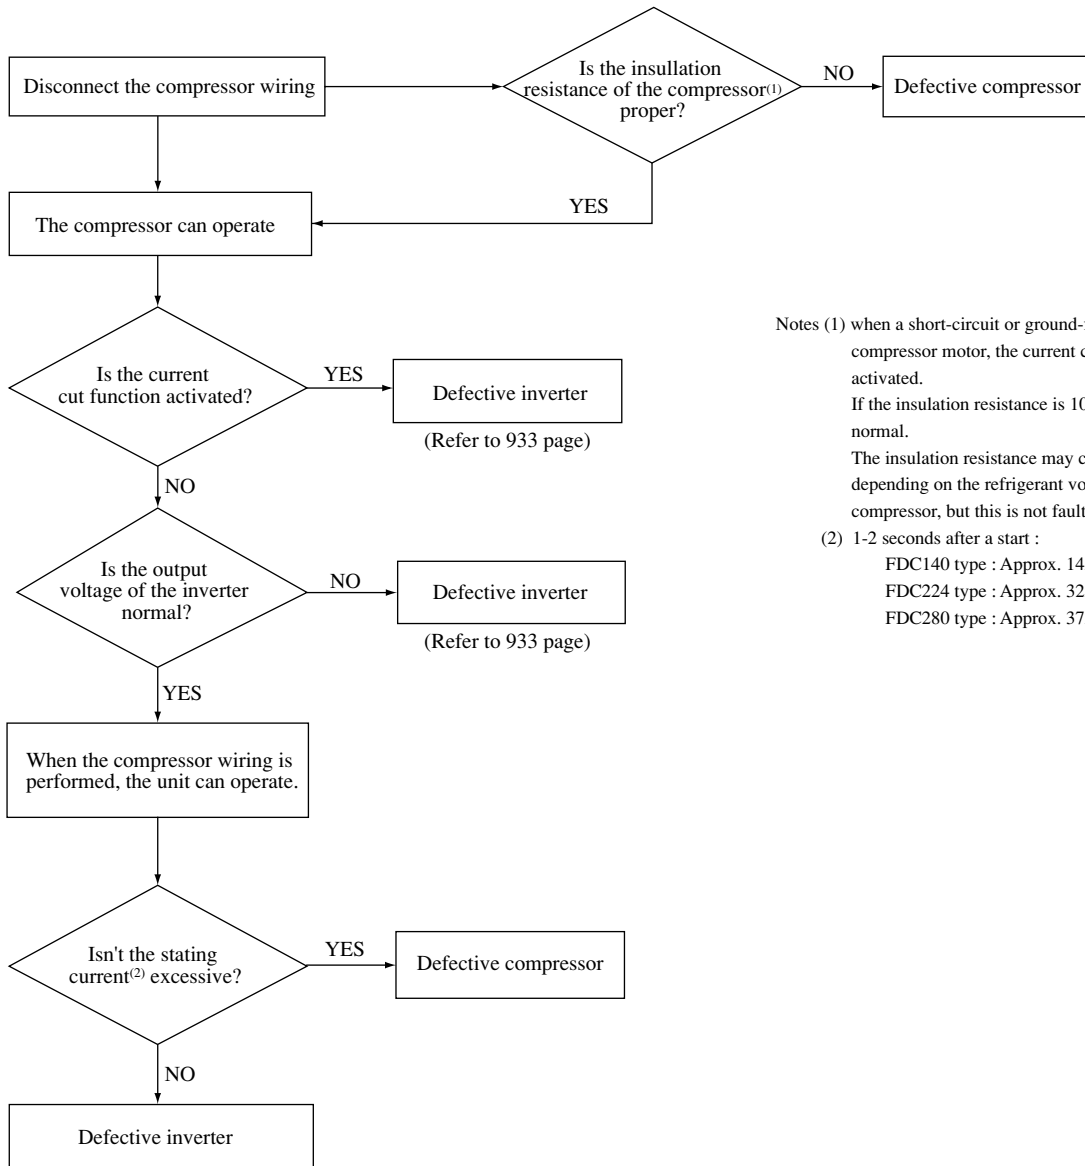 Disconnect the compressor wiring
Is the insullation
resistance of the compressor(1)
proper?
NO
Defective compressor
YES
The compressor can operate
Is the current
cut function activated?
YES
Defective inverter
(Refer to 933 page)
NO
Is the output
voltage of the inverter
normal?
NO
Defective inverter
(Refer to 933 page)
YES
When the compressor wiring is
performed, the unit can operate.
Isn't the stating
current(2) excessive?
YES
Defective compressor
NO
Defective inverter
Notes (1) when a short-circuit or ground-
compressor motor, the current
activated.
If the insulation resistance is 10
normal.
The insulation resistance may
depending on the refrigerant
compressor, but this is not fault
(2) 1-2 seconds after a start :
FDC140 type : Approx. 14
FDC224 type : Approx. 32
FDC280 type : Approx. 37